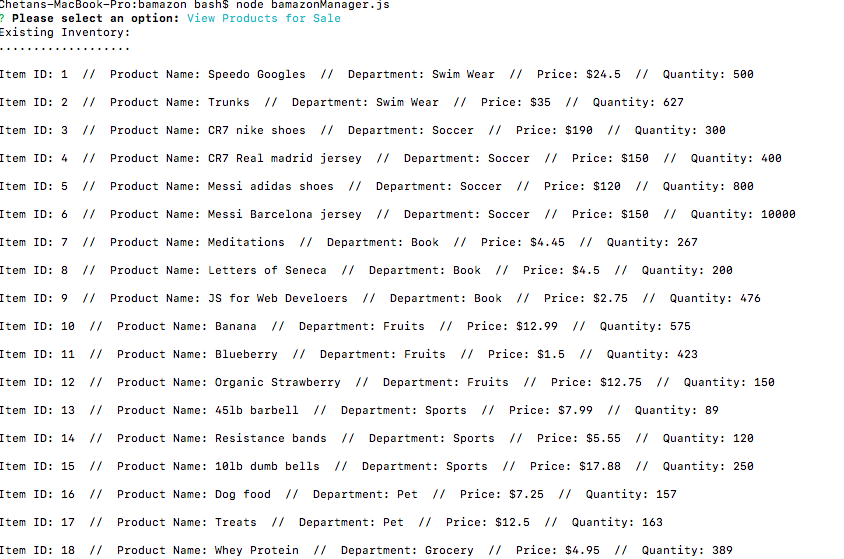 Chetans-MacBook-Pro:bamazon bash$ node bamazonManager.js
? Please select an option: View Products for Sale
Existing Inventory:
...................
Item ID: 1  //  Product Name: Speedo Googles  //  Department: Swim Wear  //  Price: $24.5  //  Quantity: 500
Item ID: 2  //  Product Name: Trunks  //  Department: Swim Wear  //  Price: $35  //  Quantity: 627
Item ID: 3  //  Product Name: CR7 nike shoes  //  Department: Soccer  //  Price: $190  //  Quantity: 300
Item ID: 4  //  Product Name: CR7 Real madrid jersey  //  Department: Soccer  //  Price: $150  //  Quantity: 400
Item ID: 5  //  Product Name: Messi adidas shoes  //  Department: Soccer  //  Price: $120  //  Quantity: 800
Item ID: 6  //  Product Name: Messi Barcelona jersey  //  Department: Soccer  //  Price: $150  //  Quantity: 10000
Item ID: 7  //  Product Name: Meditations  //  Department: Book  //  Price: $4.45  //  Quantity: 267
Item ID: 8  //  Product Name: Letters of Seneca  //  Department: Book  //  Price: $4.5  //  Quantity: 200
Item ID: 9  //  Product Name: JS for Web Develoers  //  Department: Book  //  Price: $2.75  //  Quantity: 476
Item ID: 10  //  Product Name: Banana  //  Department: Fruits  //  Price: $12.99  //  Quantity: 575
Item ID: 11  //  Product Name: Blueberry  //  Department: Fruits  //  Price: $1.5  //  Quantity: 423
Item ID: 12  //  Product Name: Organic Strawberry  //  Department: Fruits  //  Price: $12.75  //  Quantity: 150
Item ID: 13  //  Product Name: 45lb barbell  //  Department: Sports  //  Price: $7.99  //  Quantity: 89
Item ID: 14  //  Product Name: Resistance bands  //  Department: Sports  //  Price: $5.55  //  Quantity: 120
Item ID: 15  //  Product Name: 10lb dumb bells  //  Department: Sports  //  Price: $17.88  //  Quantity: 250
Item ID: 16  //  Product Name: Dog food  //  Department: Pet  //  Price: $7.25  //  Quantity: 157
Item ID: 17  //  Product Name: Treats  //  Department: Pet  //  Price: $12.5  //  Quantity: 163
Item ID: 18  //  Product Name: Whey Protein  //  Department: Grocery  //  Price: $4.95  //  Quantity: 389